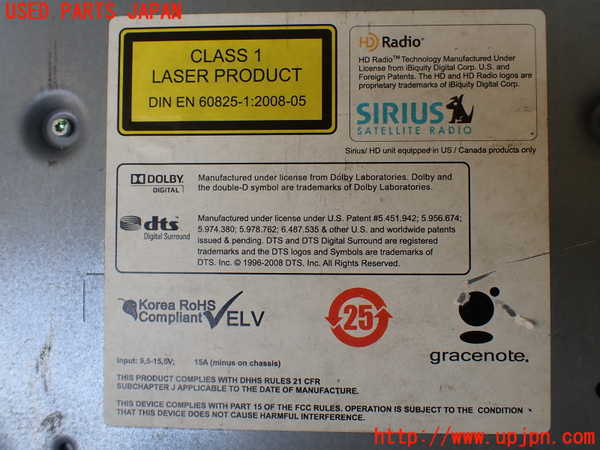 USED PARTS JAPAN
CLASS 1
LASER PRODUCT
DIN EN 60825-1:2008-05
HD Radio™
HD Radio™ Technology Manufactured Under
License from iBiquity Digital Corp. U.S. and
Foreign Patents. The HD and HD Radio logos are
proprietary trademarks of iBiquity Digital Corp.
SIRIUS
SATELLITE RADIO
Sirius/ HD unit equipped in US / Canada products only
DOLBY
DIGITAL
Manufactured under license from Dolby Laboratories. Dolby and
the double-D symbol are trademarks of Dolby Laboratories.
dts
Digital Surround
Manufactured under license under U.S. Patent #5.451,942; 5.956,674;
5.974,380; 5.978,762; 6.487,535 & other U.S. and worldwide patents
issued & pending. DTS and DTS Digital Surround are registered
trademarks and the DTS logos and Symbols are trademarks of
DTS. Inc. © 1996-2008 DTS, Inc. All Rights Reserved.
Korea RoHS
Compliant
ELV
25
gracenote.
Input: 9,5-15,5V; 15A (minus on chassis)
THIS PRODUCT COMPLIES WITH DHHS RULES 21 CFR
SUBCHAPTER J APPLICABLE TO THE DATE OF MANUFACTURE.
THIS DEVICE COMPLIES WITH PART 15 OF THE FCC RULES. OPERATION IS SUBJECT TO THE CONDITION
THAT THIS DEVICE DOES NOT CAUSE HARMFUL INTERFERENCE.
http://www.upjpn.com/